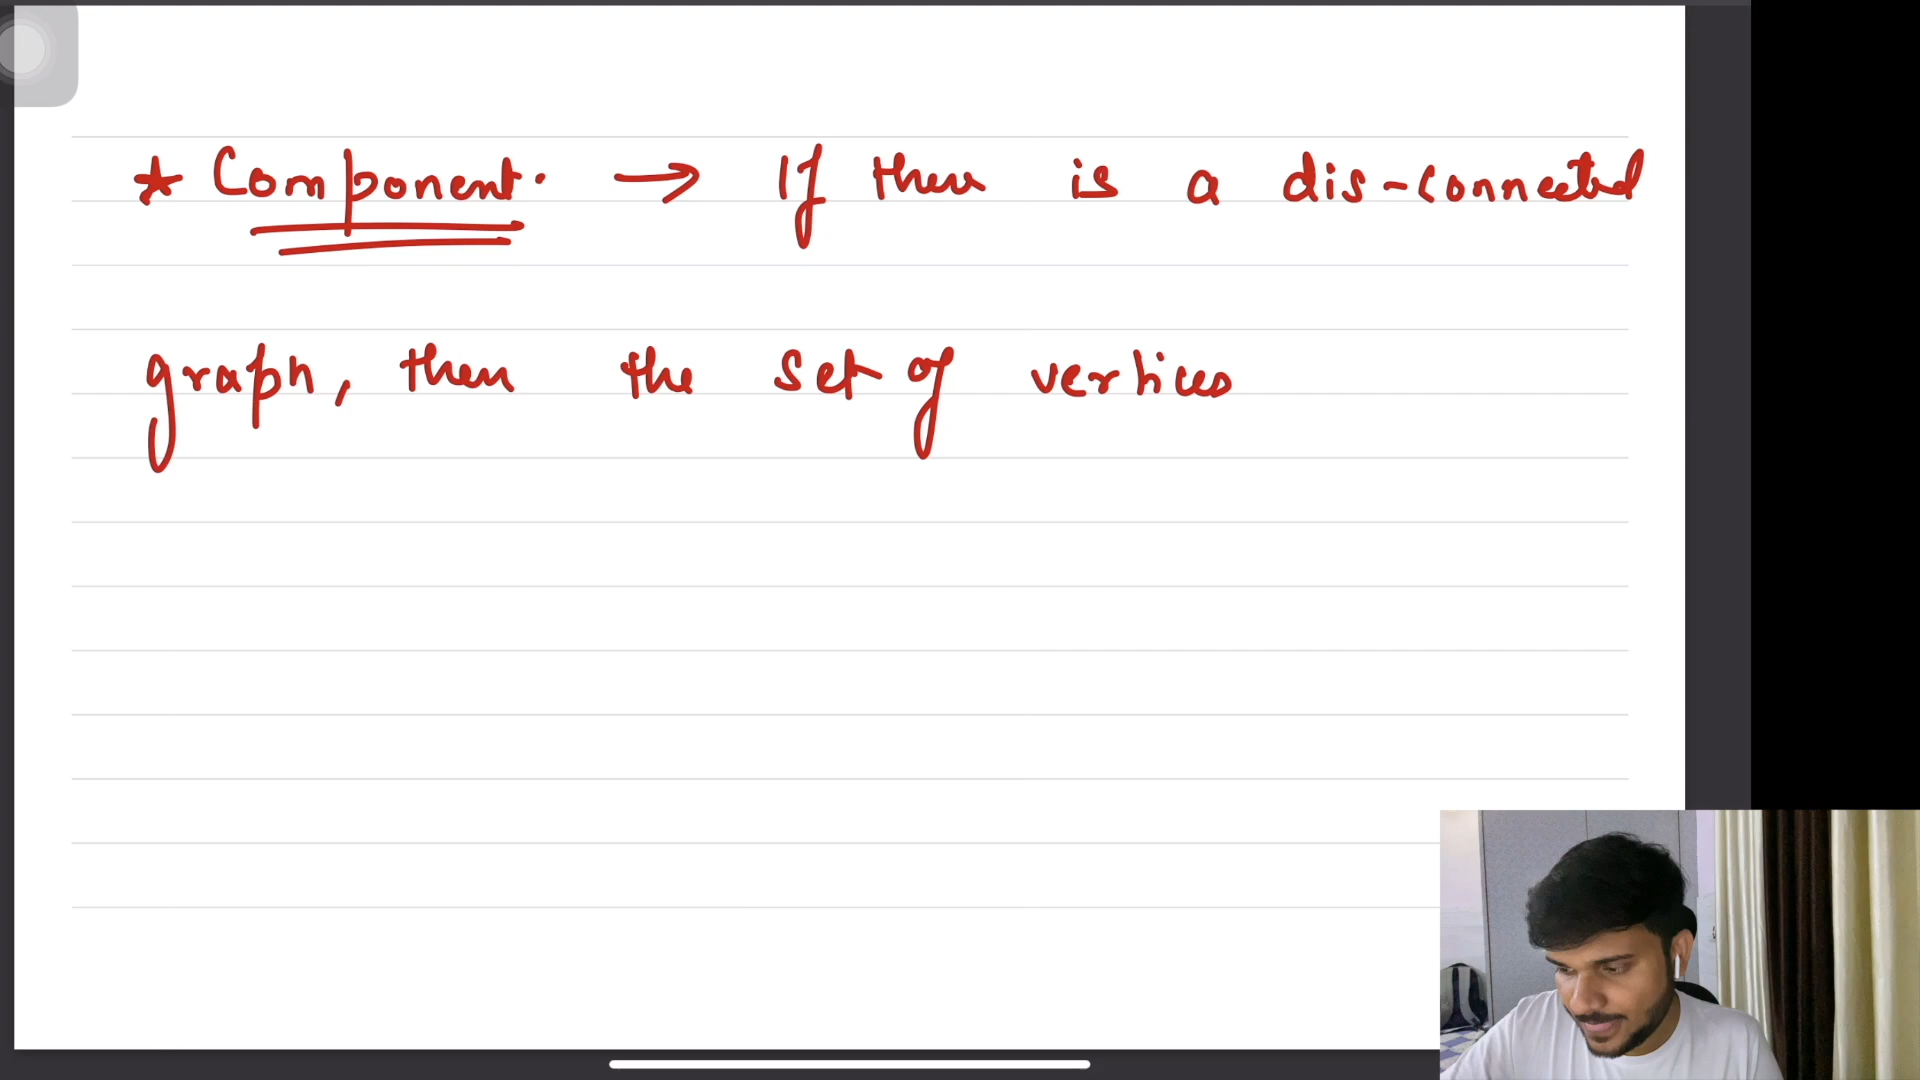 * Component. → If there is a dis-connected
graph, then the set of vertices